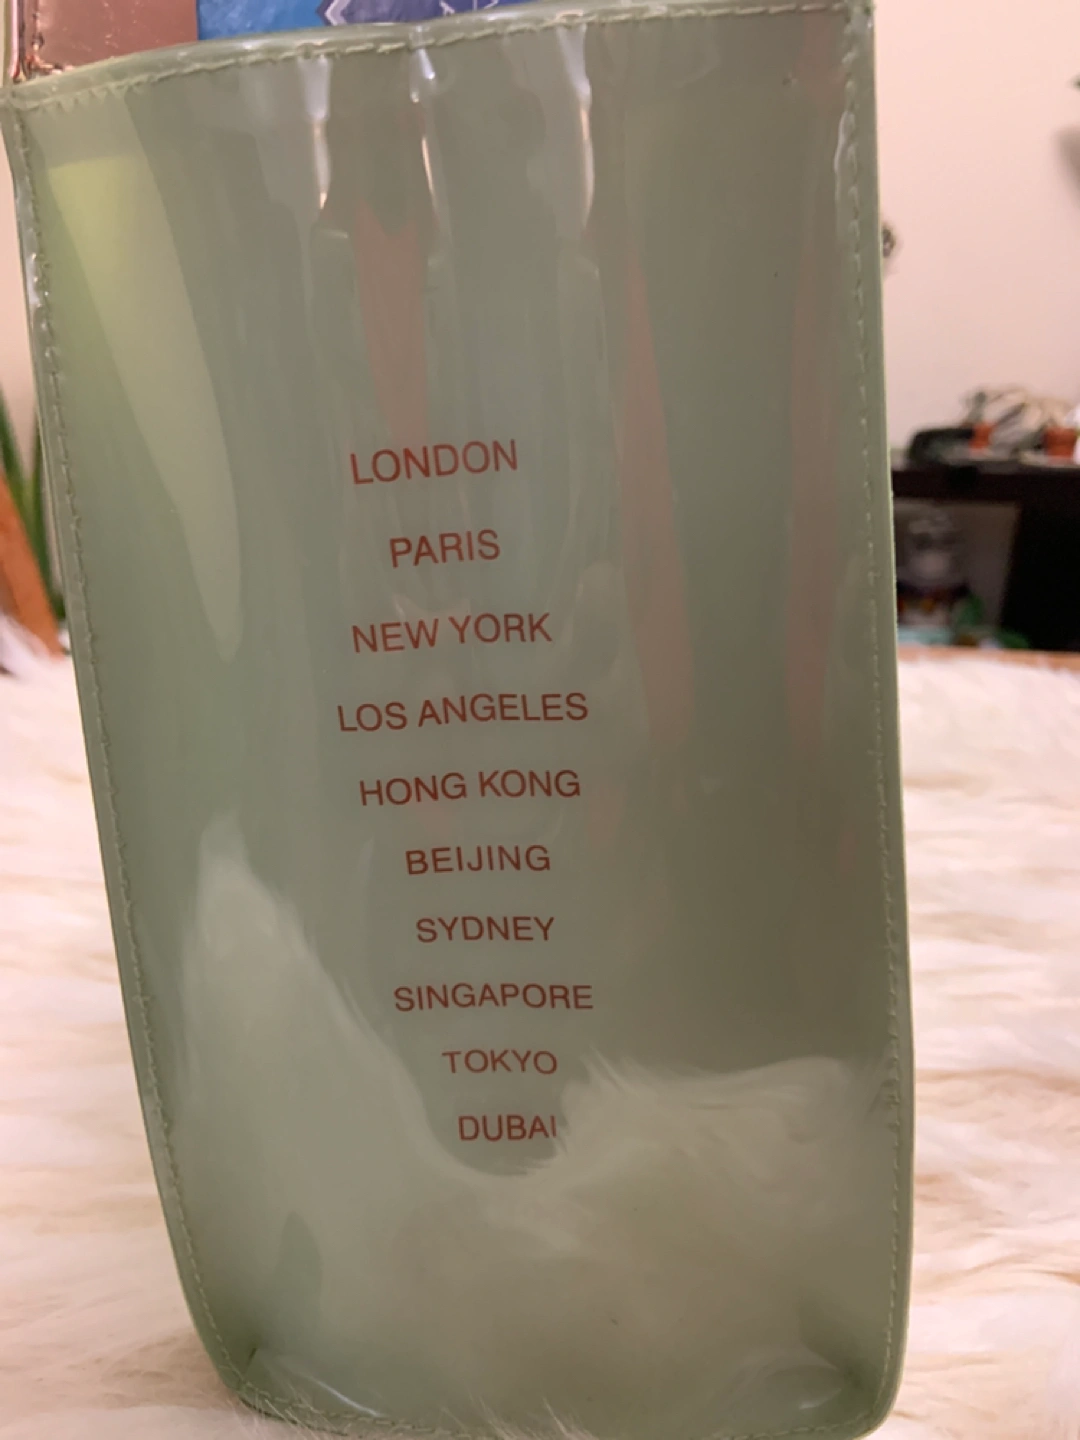 LONDON
PARIS
NEW YORK
LOS ANGELES
HONG KONG
BEIJING
SYDNEY
SINGAPORE
TOKYO
DUBAI